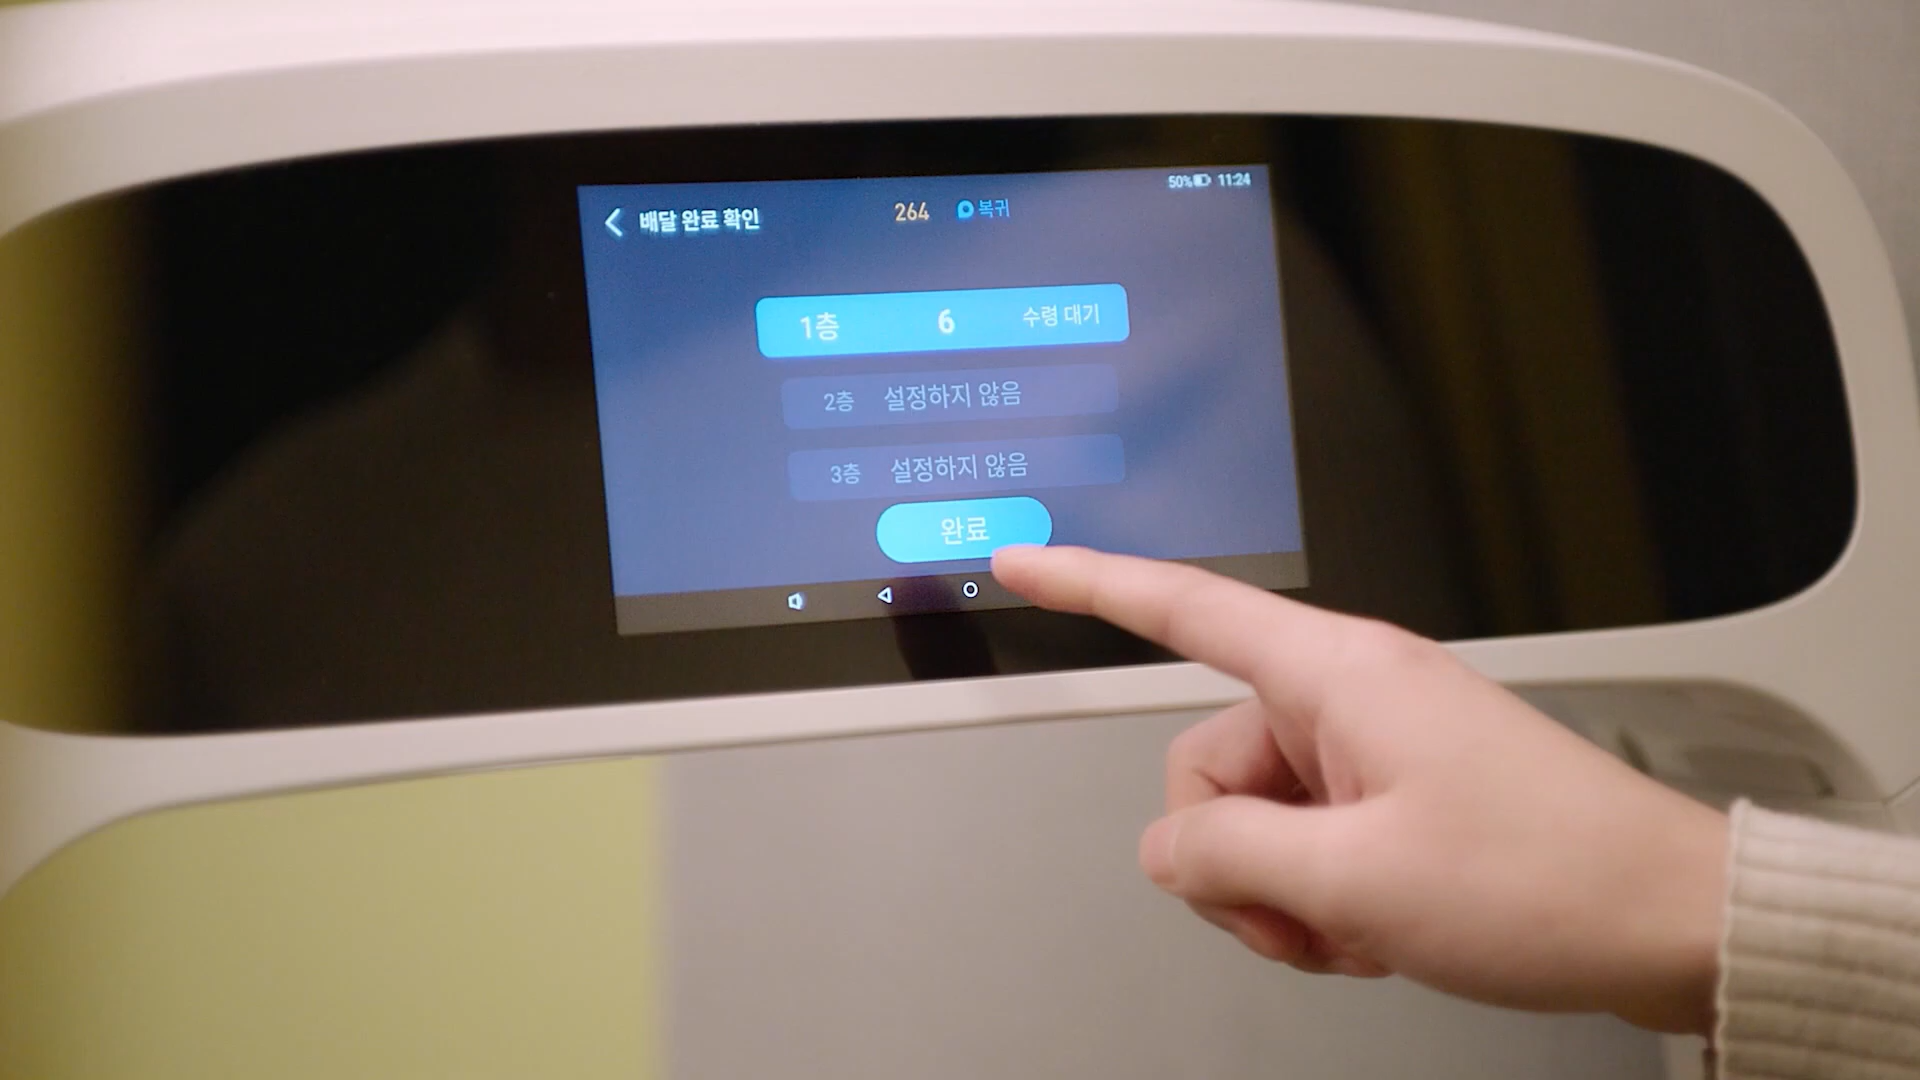 50% 11:24
배달 완료 확인 264 복귀
1층 6 수령 대기
2층 설정하지 않음
3층 설정하지 않음
완료